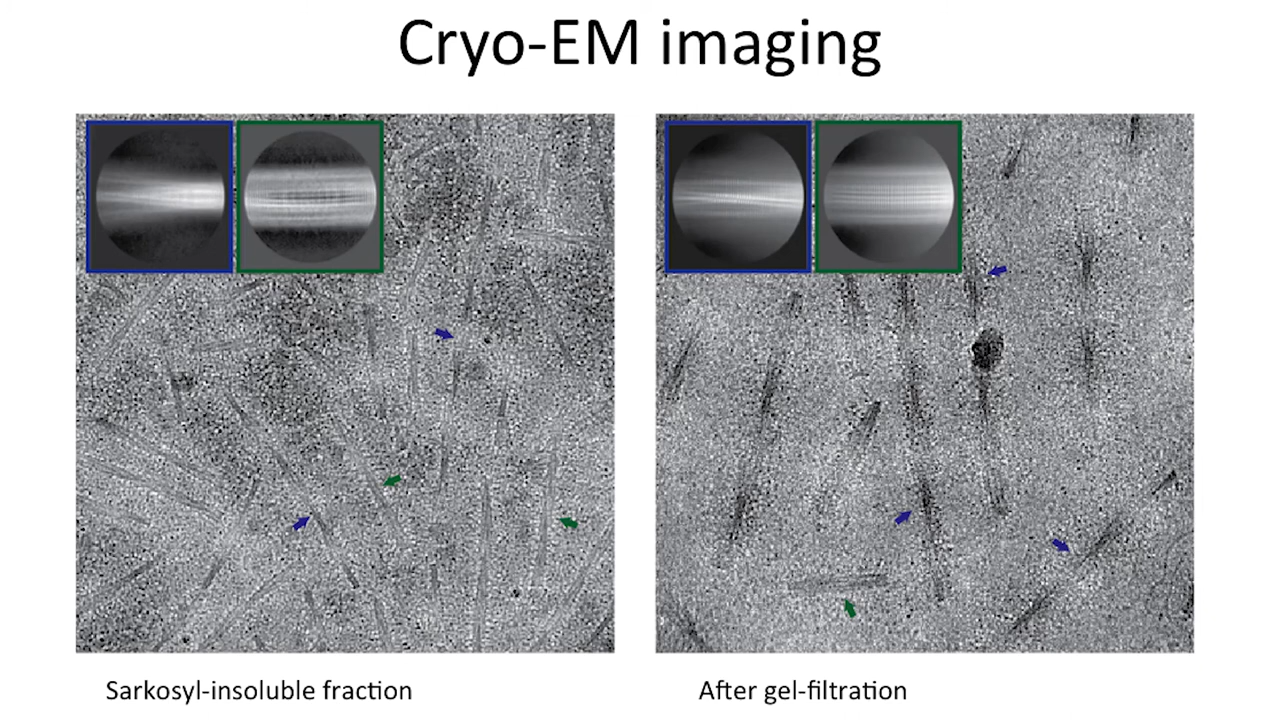 Cryo-EM imaging
Sarkosyl-insoluble fraction
After gel-filtration